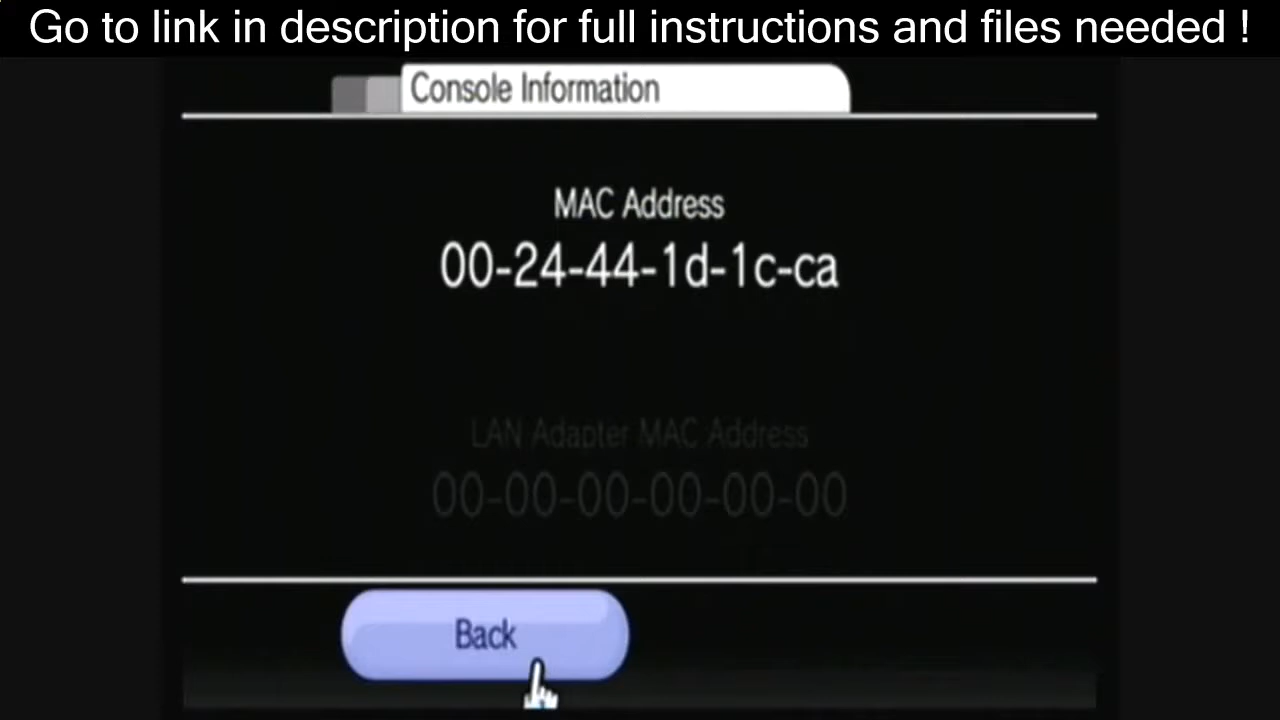 Go to link in description for full instructions and files needed !
Console Information
MAC Address
00-24-44-1d-1c-ca
LAN Adapter MAC Address
00-00-00-00-00-00
Back